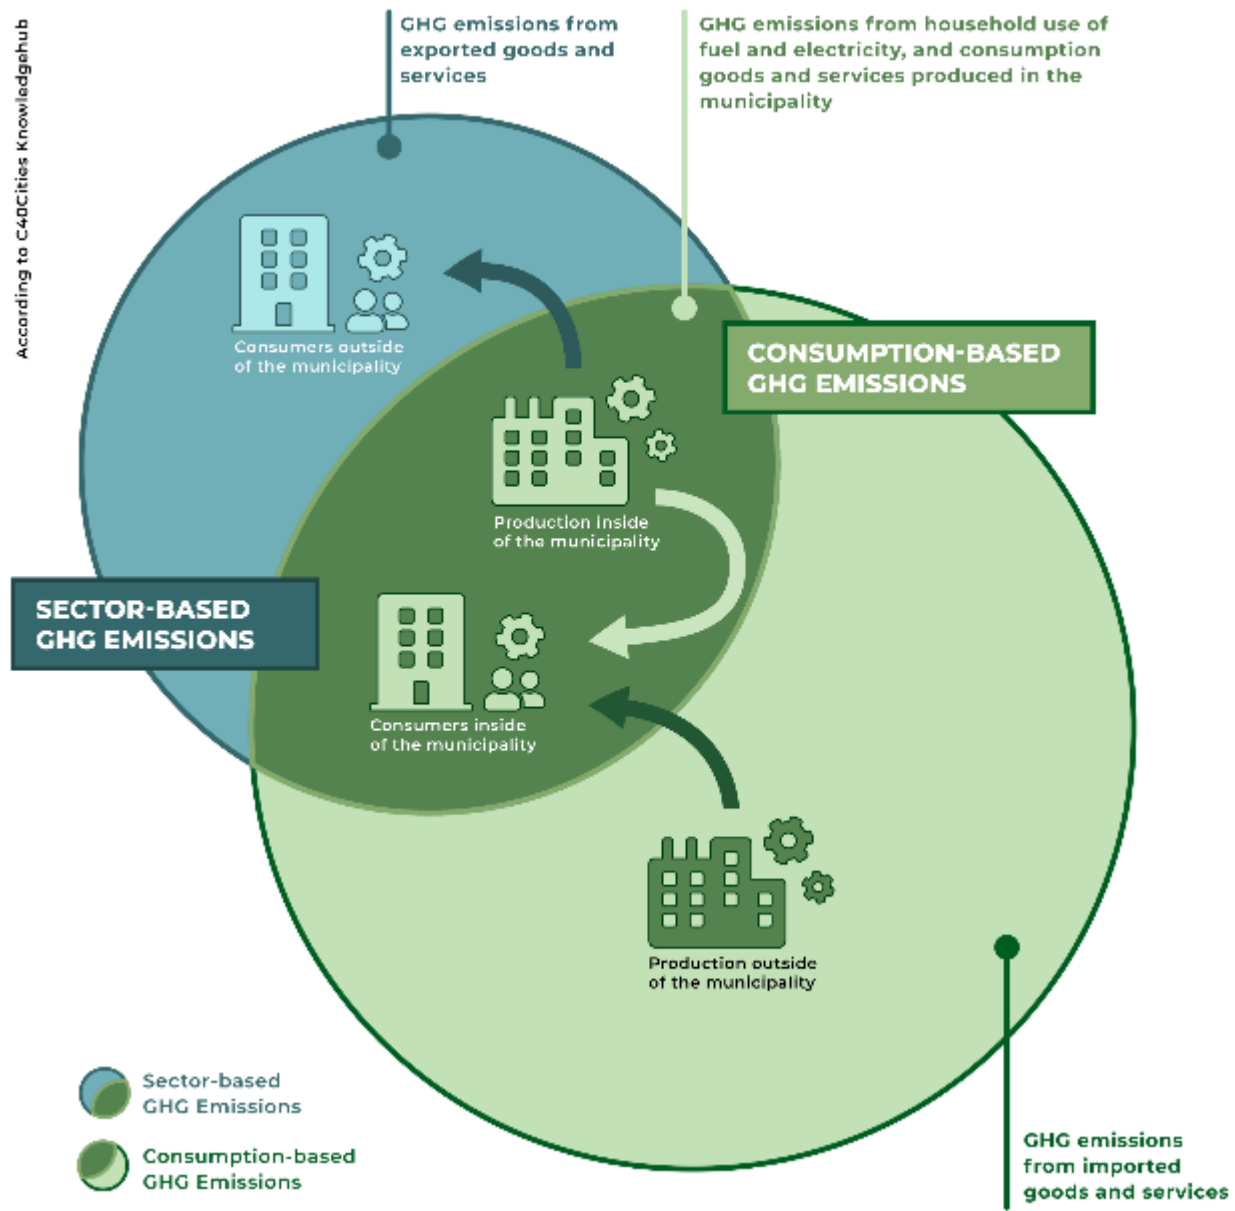 According to C40Cities Knowledgehub
GHG emissions from
exported goods and
services
GHG emissions from household use of
fuel and electricity, and consumption
goods and services produced in the
municipality
Consumers outside
of the municipality
CONSUMPTION-BASED
GHG EMISSIONS
Production inside
of the municipality
SECTOR-BASED
GHG EMISSIONS
Consumers inside
of the municipality
Production outside
of the municipality
Sector-based
GHG Emissions
Consumption-based
GHG Emissions
GHG emissions
from imported
goods and services